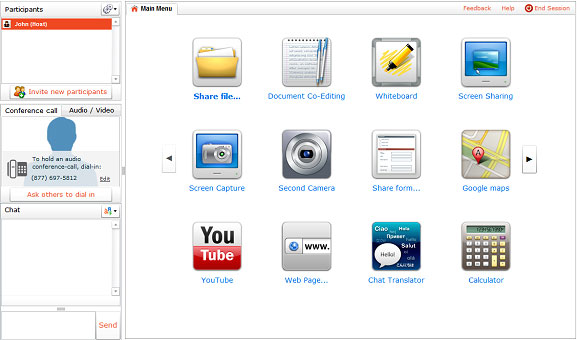 Participants
John (Host)
Invite new participants
Conference call
Audio / Video
To hold an audio
conference-call, dial-in:
(877) 697-5812
Edit
Ask others to dial in
Chat
Send
Main Menu
Feedback
Help
End Session
Share file...
Document Co-Editing
Whiteboard
Screen Sharing
Screen Capture
Second Camera
Share form...
A
Google maps
You
Tube
YouTube
www.
Web Page...
Ciao
Hola
Привет
Salut
Hello!
Chat Translator
Calculator